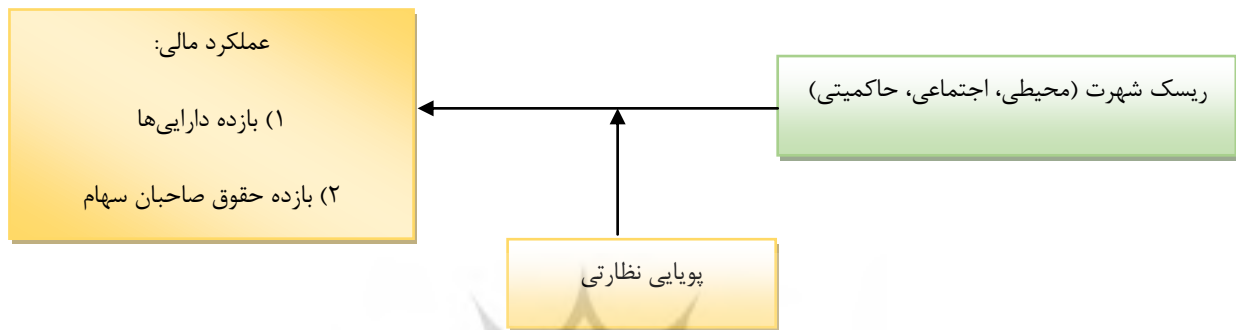 عملکرد مالی:
۱) بازده دارایی‌ها
۲) بازده حقوق صاحبان سهام
ریسک شهرت (محیطی، اجتماعی، حاکمیتی)
پویایی نظارتی